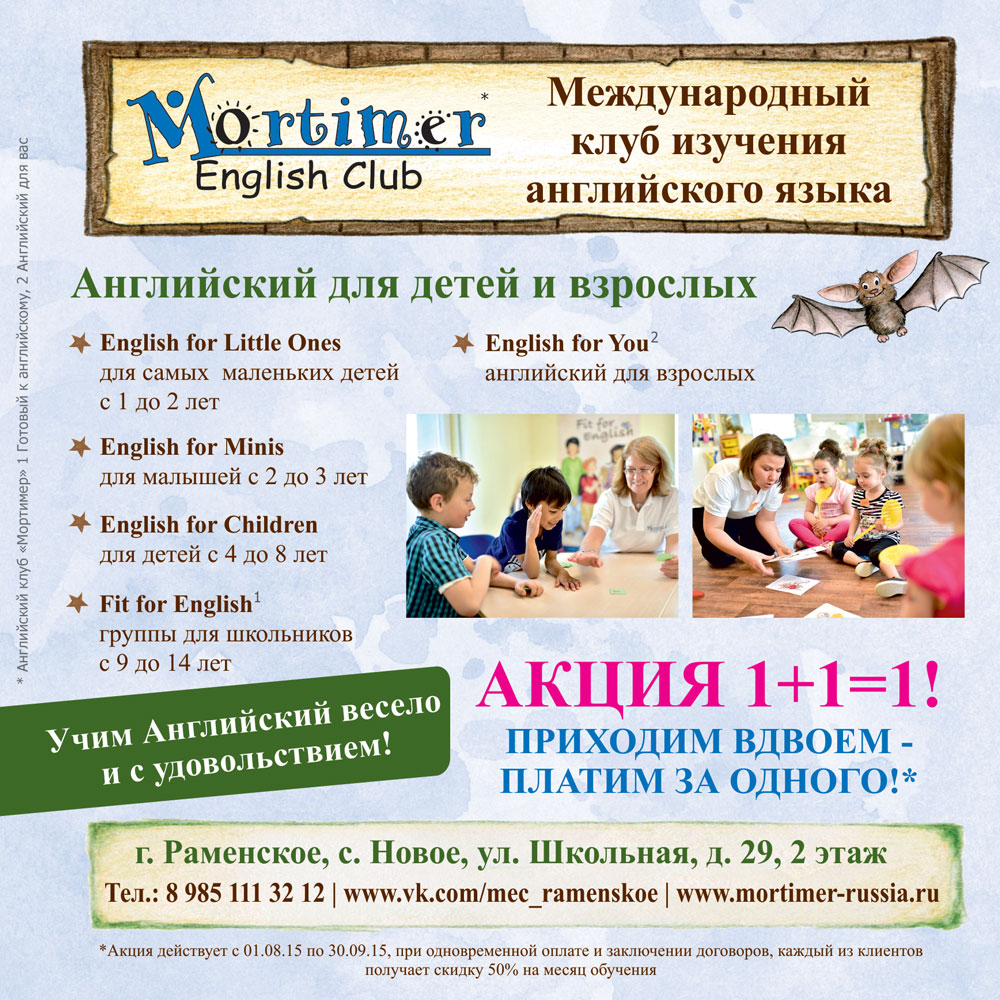 Mortimer*
English Club
Международный
клуб изучения
английского языка
Английский для детей и взрослых
English for Little Ones
для самых маленьких детей
с 1 до 2 лет
English for Minis
для малышей с 2 до 3 лет
English for Children
для детей с 4 до 8 лет
Fit for English1
группы для школьников
с 9 до 14 лет
English for You2
английский для взрослых
Fit for
English
Учим Английский весело
и с удовольствием!
АКЦИЯ 1+1=1!
ПРИХОДИМ ВДВОЕМ -
ПЛАТИМ ЗА ОДНОГО!*
г. Раменское, с. Новое, ул. Школьная, д. 29, 2 этаж
Тел.: 8 985 111 32 12 | www.vk.com/mec_ramenskoe | www.mortimer-russia.ru
*Акция действует с 01.08.15 по 30.09.15, при одновременной оплате и заключении договоров, каждый из клиентов
получает скидку 50% на месяц обучения
* Английский клуб «Мортимер» 1 Готовый к английскому, 2 Английский для вас